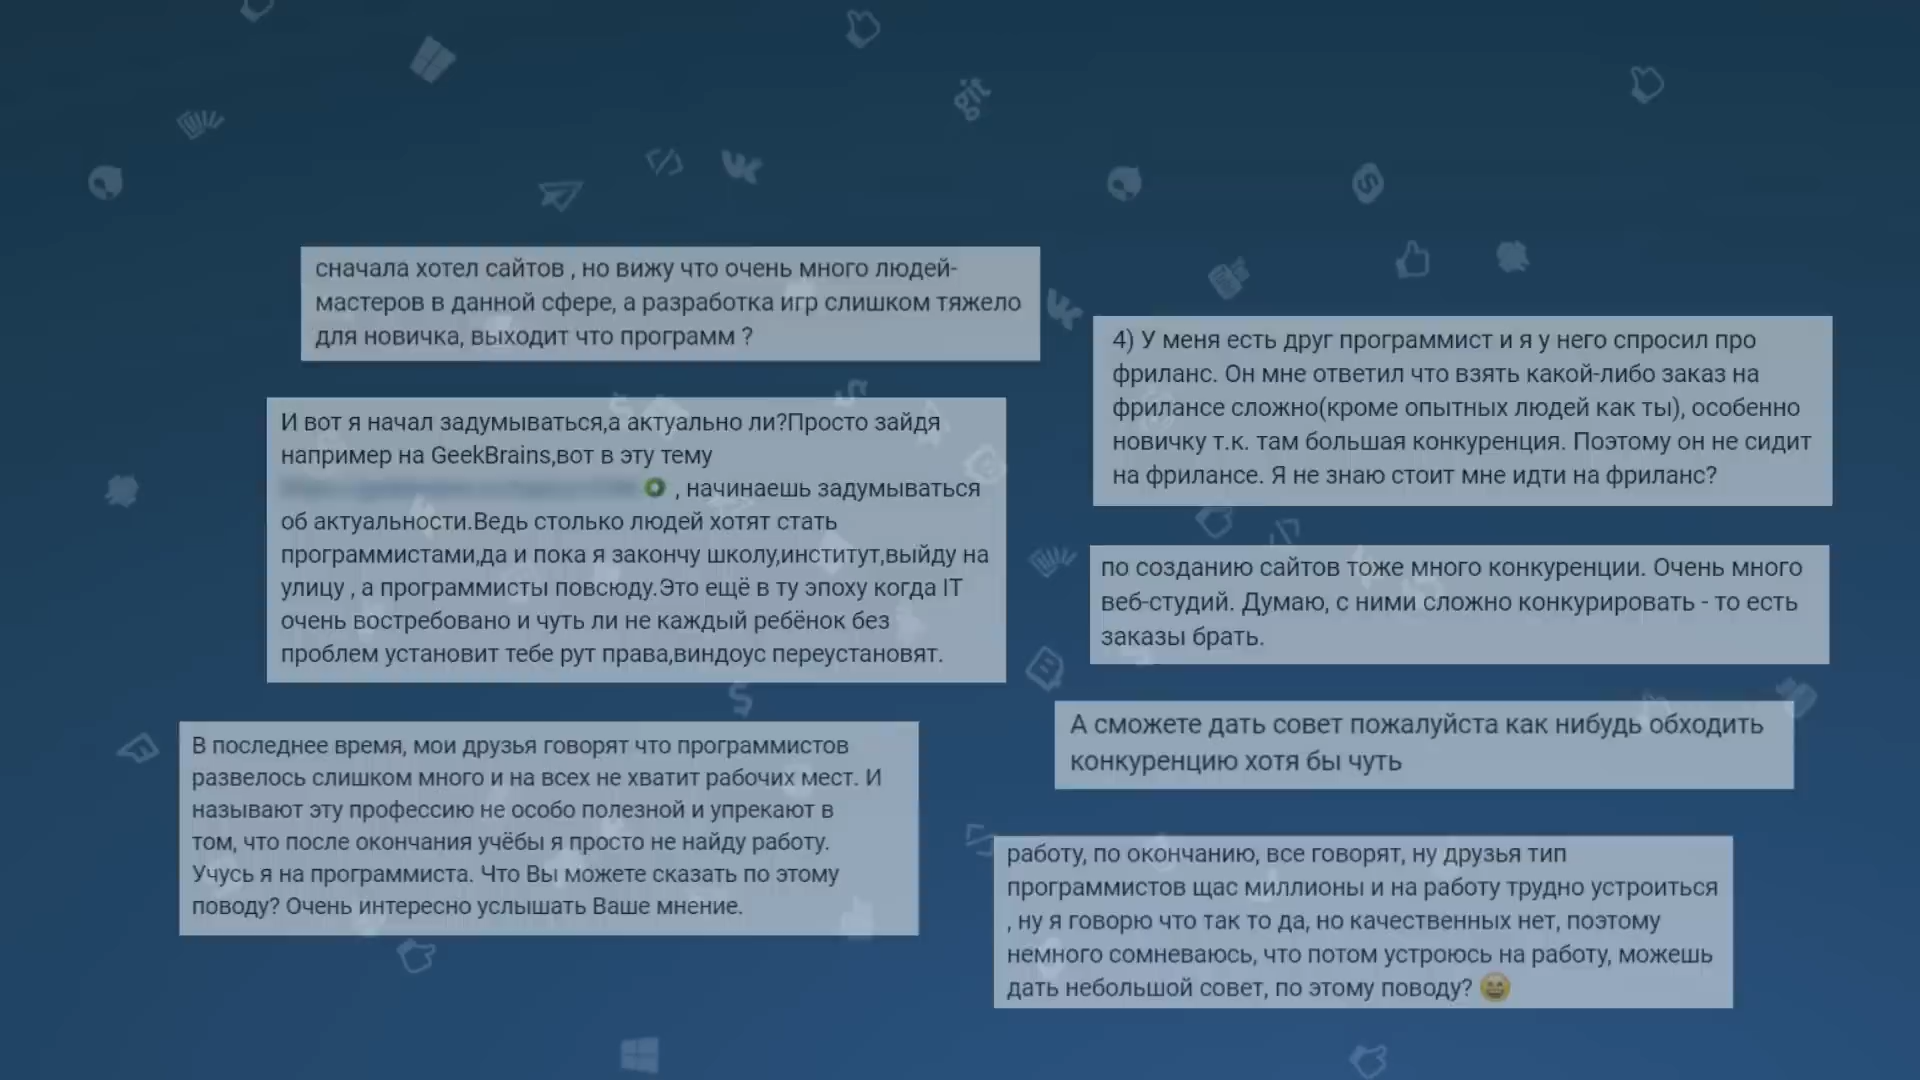 git
сначала хотел сайтов , но вижу что очень много людей-
мастеров в данной сфере, а разработка игр слишком тяжело
для новичка, выходит что программ ?
И вот я начал задумываться,а актуально ли?Просто зайдя
например на GeekBrains,вот в эту тему
, начинаешь задумываться
об актуальности.Ведь столько людей хотят стать
программистами,да и пока я закончу школу,институт,выйду на
улицу , а программисты повсюду.Это ещё в ту эпоху когда IT
очень востребовано и чуть ли не каждый ребёнок без
проблем установит тебе рут права,виндоус переустановят.
В последнее время, мои друзья говорят что программистов
развелось слишком много и на всех не хватит рабочих мест. И
называют эту профессию не особо полезной и упрекают в
том, что после окончания учёбы я просто не найду работу.
Учусь я на программиста. Что Вы можете сказать по этому
поводу? Очень интересно услышать Ваше мнение.
4) У меня есть друг программист и я у него спросил про
фриланс. Он мне ответил что взять какой-либо заказ на
фрилансе сложно(кроме опытных людей как ты), особенно
новичку т.к. там большая конкуренция. Поэтому он не сидит
на фрилансе. Я не знаю стоит мне идти на фриланс?
по созданию сайтов тоже много конкуренции. Очень много
веб-студий. Думаю, с ними сложно конкурировать - то есть
заказы брать.
А сможете дать совет пожалуйста как нибудь обходить
конкуренцию хотя бы чуть
работу, по окончанию, все говорят, ну друзья тип
программистов щас миллионы и на работу трудно устроиться
, ну я говорю что так то да, но качественных нет, поэтому
немного сомневаюсь, что потом устроюсь на работу, можешь
дать небольшой совет, по этому поводу? 😄